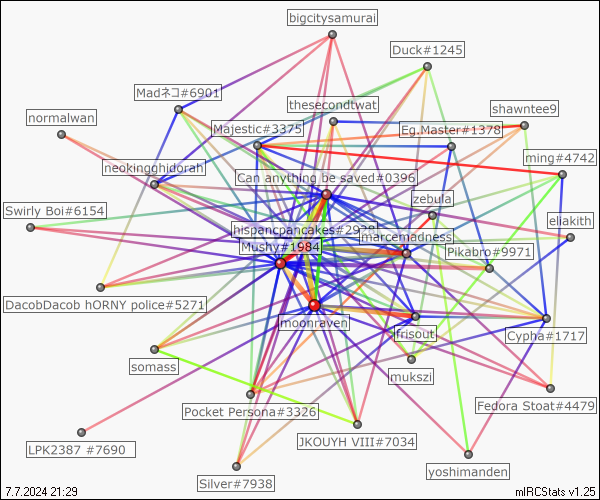 bigcitysamurai
Duck#1245
Madネコ#6901
thesecondtwat
shawntee9
normalwan
Majestic#3375
Eg.Master#1378
ming#4742
neokingghidorah
Can anything be saved#0396
zebula
Swirly Boi#6154
hispancpancakes#2928
eliakith
marcemadness
Mushy#1984
Pikabro#9971
DacobDacob hORNY police#5271
moonraven
frisout
Cypha#1717
somass
mukszi
Pocket Persona#3326
Fedora Stoat#4479
LPK2387 #7690
JKOUYH VIII#7034
yoshimanden
Silver#7938
7.7.2024 21:29
mIRCStats v1.25